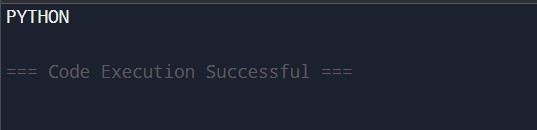 PYTHON
=== Code Execution Successful ===